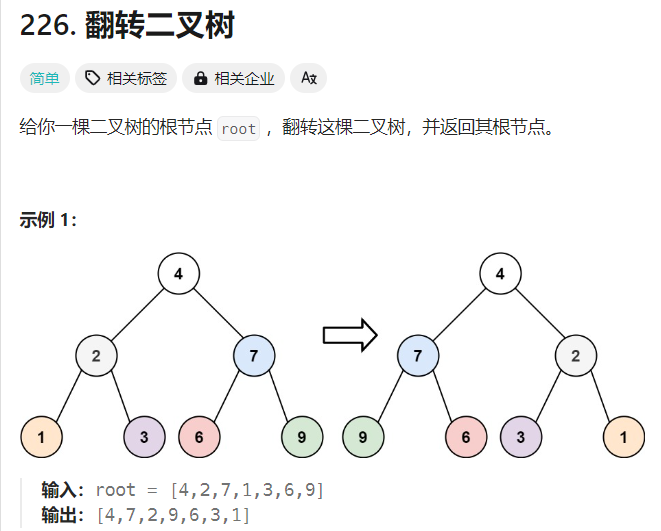 226. 翻转二叉树
简单 相关标签 相关企业 Aあ
给你一棵二叉树的根节点 root ，翻转这棵二叉树，并返回其根节点。
示例 1：
4 4
2 7 7 2
1 3 6 9 9 6 3 1
输入：root = [4,2,7,1,3,6,9]
输出：[4,7,2,9,6,3,1]